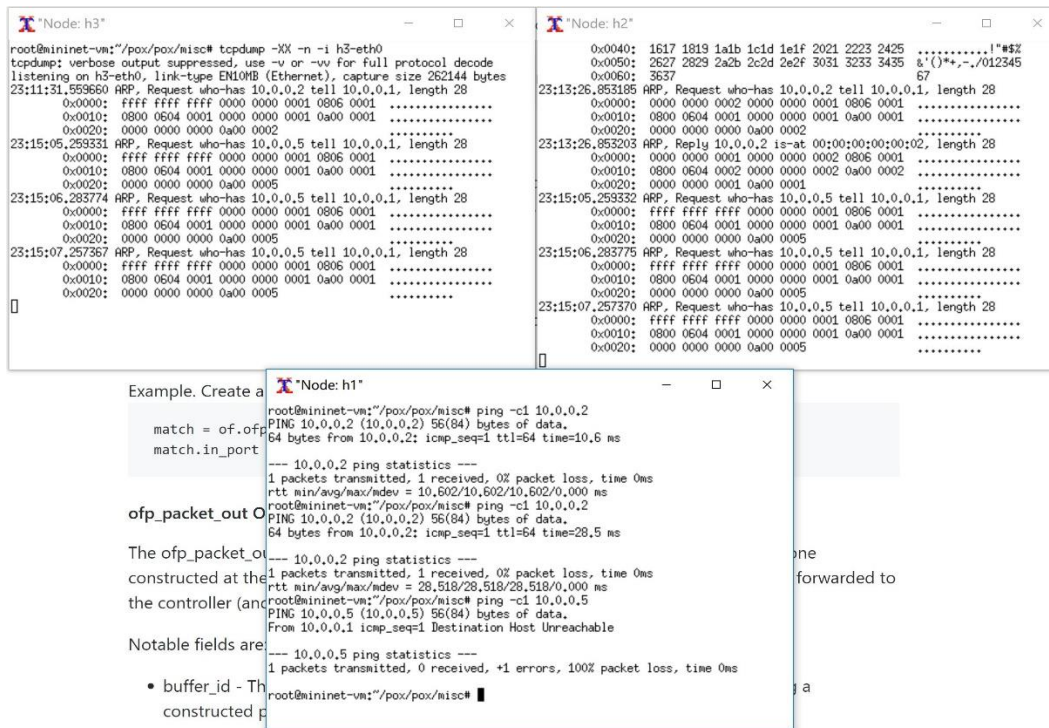 "Node: h3"
root@mininet-vm:~/pox/pox/misc# tcpdump -XX -n -i h3-eth0
tcpdump: verbose output suppressed, use -v or -vv for full protocol decode
listening on h3-eth0, link-type EN10MB (Ethernet), capture size 262144 bytes
23:11:31.559660 ARP, Request who-has 10.0.0.2 tell 10.0.0.1, length 28
0x0000: ffff ffff ffff 0000 0000 0001 0806 0001 ................
0x0010: 0800 0604 0001 0000 0000 0001 0a00 0001 ................
0x0020: 0000 0000 0000 0a00 0002 ..........
23:15:05.259331 ARP, Request who-has 10.0.0.5 tell 10.0.0.1, length 28
0x0000: ffff ffff ffff 0000 0000 0001 0806 0001 ................
0x0010: 0800 0604 0001 0000 0000 0001 0a00 0001 ................
0x0020: 0000 0000 0000 0a00 0005 ..........
23:15:06.283774 ARP, Request who-has 10.0.0.5 tell 10.0.0.1, length 28
0x0000: ffff ffff ffff 0000 0000 0001 0806 0001 ................
0x0010: 0800 0604 0001 0000 0000 0001 0a00 0001 ................
0x0020: 0000 0000 0000 0a00 0005 ..........
23:15:07.257367 ARP, Request who-has 10.0.0.5 tell 10.0.0.1, length 28
0x0000: ffff ffff ffff 0000 0000 0001 0806 0001 ................
0x0010: 0800 0604 0001 0000 0000 0001 0a00 0001 ................
0x0020: 0000 0000 0000 0a00 0005 ..........
"Node: h2"
0x0040: 1617 1819 1a1b 1c1d 1e1f 2021 2223 2425 ...........!"#$%
0x0050: 2627 2829 2a2b 2c2d 2e2f 3031 3233 3435 &'()*+,-./012345
0x0060: 3637 67
23:13:26.853185 ARP, Request who-has 10.0.0.2 tell 10.0.0.1, length 28
0x0000: 0000 0000 0002 0000 0000 0001 0806 0001 ................
0x0010: 0800 0604 0001 0000 0000 0001 0a00 0001 ................
0x0020: 0000 0000 0000 0a00 0002 ..........
23:13:26.853203 ARP, Reply 10.0.0.2 is-at 00:00:00:00:00:02, length 28
0x0000: 0000 0000 0001 0000 0000 0002 0806 0001 ................
0x0010: 0800 0604 0002 0000 0000 0002 0a00 0002 ................
0x0020: 0000 0000 0001 0a00 0001 ..........
23:15:05.259332 ARP, Request who-has 10.0.0.5 tell 10.0.0.1, length 28
0x0000: ffff ffff ffff 0000 0000 0001 0806 0001 ................
0x0010: 0800 0604 0001 0000 0000 0001 0a00 0001 ................
0x0020: 0000 0000 0000 0a00 0005 ..........
23:15:06.283775 ARP, Request who-has 10.0.0.5 tell 10.0.0.1, length 28
0x0000: ffff ffff ffff 0000 0000 0001 0806 0001 ................
0x0010: 0800 0604 0001 0000 0000 0001 0a00 0001 ................
0x0020: 0000 0000 0000 0a00 0005 ..........
23:15:07.257370 ARP, Request who-has 10.0.0.5 tell 10.0.0.1, length 28
0x0000: ffff ffff ffff 0000 0000 0001 0806 0001 ................
0x0010: 0800 0604 0001 0000 0000 0001 0a00 0001 ................
0x0020: 0000 0000 0000 0a00 0005 ..........
Example. Create a
match = of.ofp
match.in_port
ofp_packet_out O
The ofp_packet_ou one
constructed at the forwarded to
the controller (and
Notable fields are:
• buffer_id - Th g a
constructed p
"Node: h1"
root@mininet-vm:~/pox/pox/misc# ping -c1 10.0.0.2
PING 10.0.0.2 (10.0.0.2) 56(84) bytes of data.
64 bytes from 10.0.0.2: icmp_seq=1 ttl=64 time=10.6 ms
--- 10.0.0.2 ping statistics ---
1 packets transmitted, 1 received, 0% packet loss, time 0ms
rtt min/avg/max/mdev = 10.602/10.602/10.602/0.000 ms
root@mininet-vm:~/pox/pox/misc# ping -c1 10.0.0.2
PING 10.0.0.2 (10.0.0.2) 56(84) bytes of data.
64 bytes from 10.0.0.2: icmp_seq=1 ttl=64 time=28.5 ms
--- 10.0.0.2 ping statistics ---
1 packets transmitted, 1 received, 0% packet loss, time 0ms
rtt min/avg/max/mdev = 28.518/28.518/28.518/0.000 ms
root@mininet-vm:~/pox/pox/misc# ping -c1 10.0.0.5
PING 10.0.0.5 (10.0.0.5) 56(84) bytes of data.
From 10.0.0.1 icmp_seq=1 Destination Host Unreachable
--- 10.0.0.5 ping statistics ---
1 packets transmitted, 0 received, +1 errors, 100% packet loss, time 0ms
root@mininet-vm:~/pox/pox/misc#